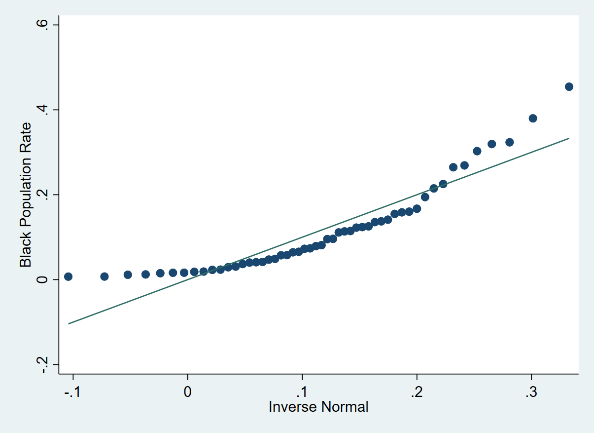 .6
.4
.2
0
-.2
Black Population Rate
-.1 0 .1 .2 .3
Inverse Normal